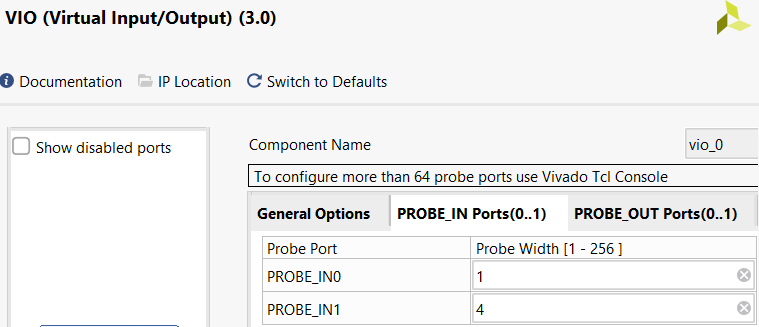 VIO (Virtual Input/Output) (3.0)
Documentation IP Location Switch to Defaults
Show disabled ports
Component Name vio_0
To configure more than 64 probe ports use Vivado Tcl Console
General Options PROBE_IN Ports(0..1) PROBE_OUT Ports(0..1)
Probe Port Probe Width [1 - 256 ]
PROBE_IN0 1
PROBE_IN1 4